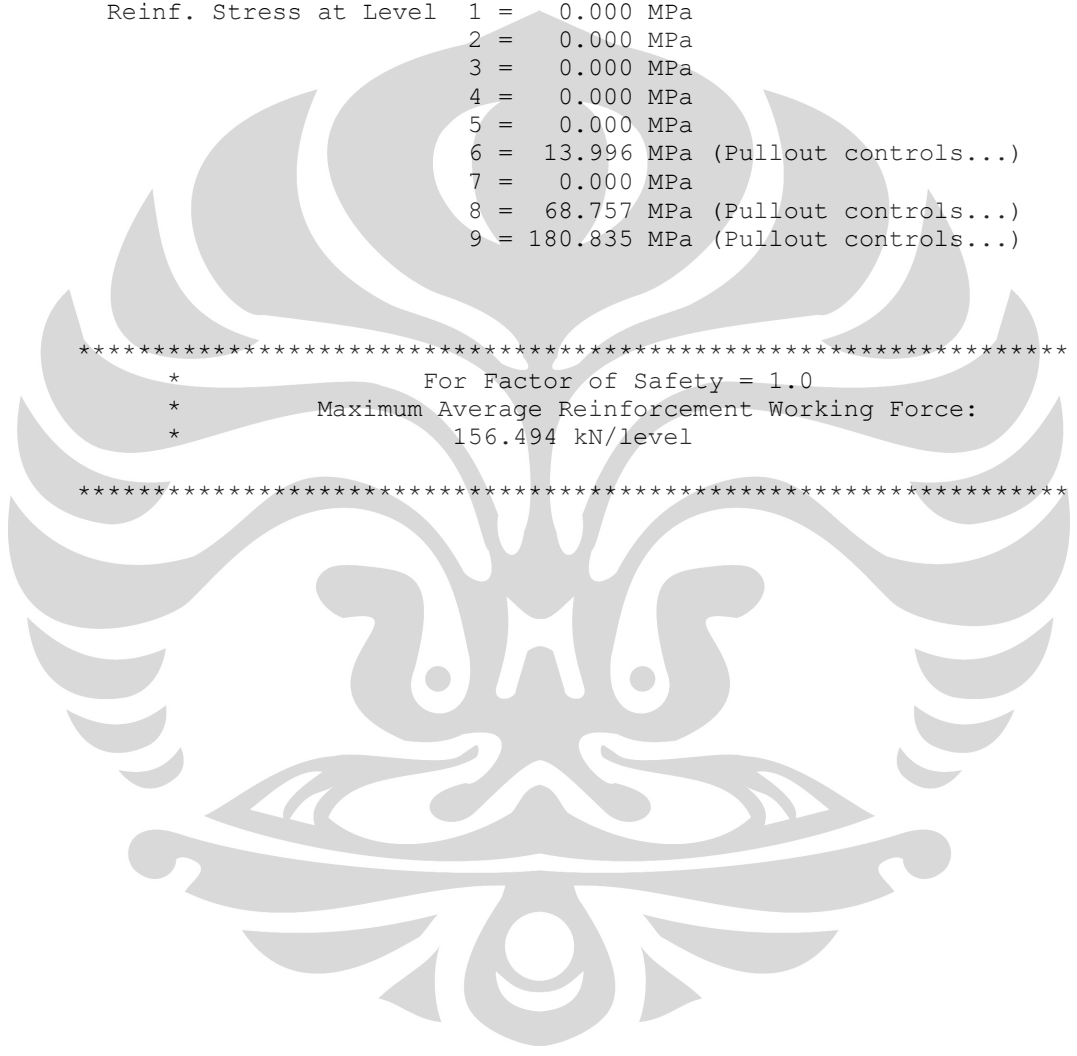 Reinf. Stress at Level 1 = 0.000 MPa
2 = 0.000 MPa
3 = 0.000 MPa
4 = 0.000 MPa
5 = 0.000 MPa
6 = 13.996 MPa (Pullout controls...)
7 = 0.000 MPa
8 = 68.757 MPa (Pullout controls...)
9 = 180.835 MPa (Pullout controls...)
******************************************************************
* For Factor of Safety = 1.0
* Maximum Average Reinforcement Working Force:
* 156.494 kN/level
******************************************************************